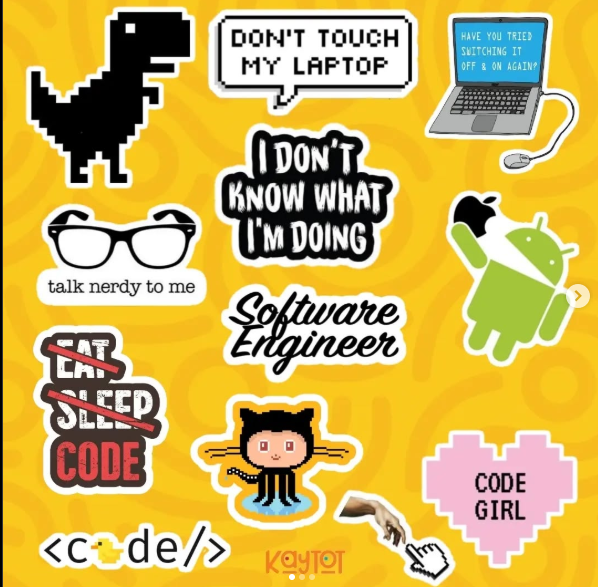 DON'T TOUCH
MY LAPTOP
HAVE YOU TRIED
SWITCHING IT
OFF & ON AGAIN?
I DON'T
KNOW WHAT
I'M DOING
talk nerdy to me
Software
Engineer
EAT
SLEEP
CODE
CODE
GIRL
<c de/>
KAYTOT